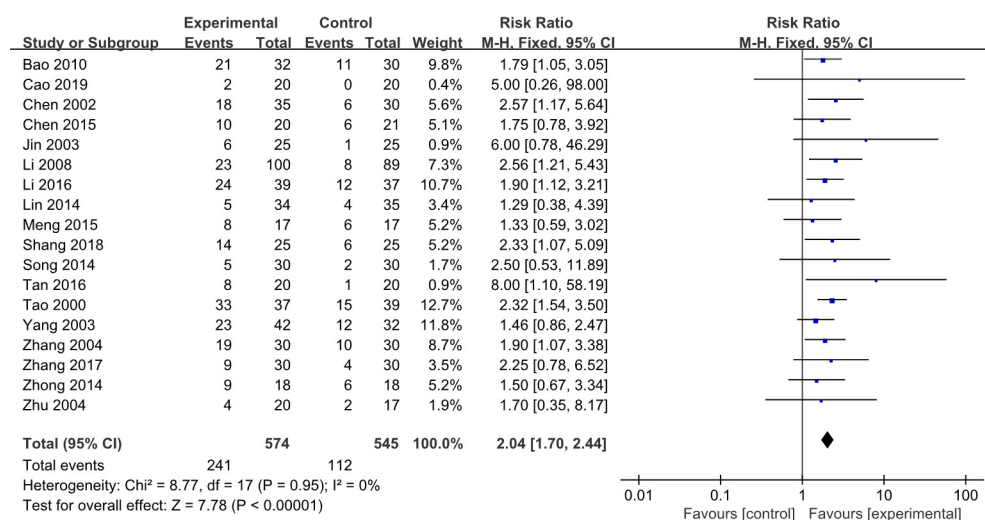 Experimental Control Risk Ratio Risk Ratio
Study or Subgroup Events Total Events Total Weight M-H, Fixed, 95% CI M-H, Fixed, 95% CI
Bao 2010 21 32 11 30 9.8% 1.79 [1.05, 3.05]
Cao 2019 2 20 0 20 0.4% 5.00 [0.26, 98.00]
Chen 2002 18 35 6 30 5.6% 2.57 [1.17, 5.64]
Chen 2015 10 20 6 21 5.1% 1.75 [0.78, 3.92]
Jin 2003 6 25 1 25 0.9% 6.00 [0.78, 46.29]
Li 2008 23 100 8 89 7.3% 2.56 [1.21, 5.43]
Li 2016 24 39 12 37 10.7% 1.90 [1.12, 3.21]
Lin 2014 5 34 4 35 3.4% 1.29 [0.38, 4.39]
Meng 2015 8 17 6 17 5.2% 1.33 [0.59, 3.02]
Shang 2018 14 25 6 25 5.2% 2.33 [1.07, 5.09]
Song 2014 5 30 2 30 1.7% 2.50 [0.53, 11.89]
Tan 2016 8 20 1 20 0.9% 8.00 [1.10, 58.19]
Tao 2000 33 37 15 39 12.7% 2.32 [1.54, 3.50]
Yang 2003 23 42 12 32 11.8% 1.46 [0.86, 2.47]
Zhang 2004 19 30 10 30 8.7% 1.90 [1.07, 3.38]
Zhang 2017 9 30 4 30 3.5% 2.25 [0.78, 6.52]
Zhong 2014 9 18 6 18 5.2% 1.50 [0.67, 3.34]
Zhu 2004 4 20 2 17 1.9% 1.70 [0.35, 8.17]
Total (95% CI) 574 545 100.0% 2.04 [1.70, 2.44]
Total events 241 112
Heterogeneity: Chi² = 8.77, df = 17 (P = 0.95); I² = 0%
Test for overall effect: Z = 7.78 (P < 0.00001)
0.01 0.1 1 10 100
Favours [control] Favours [experimental]